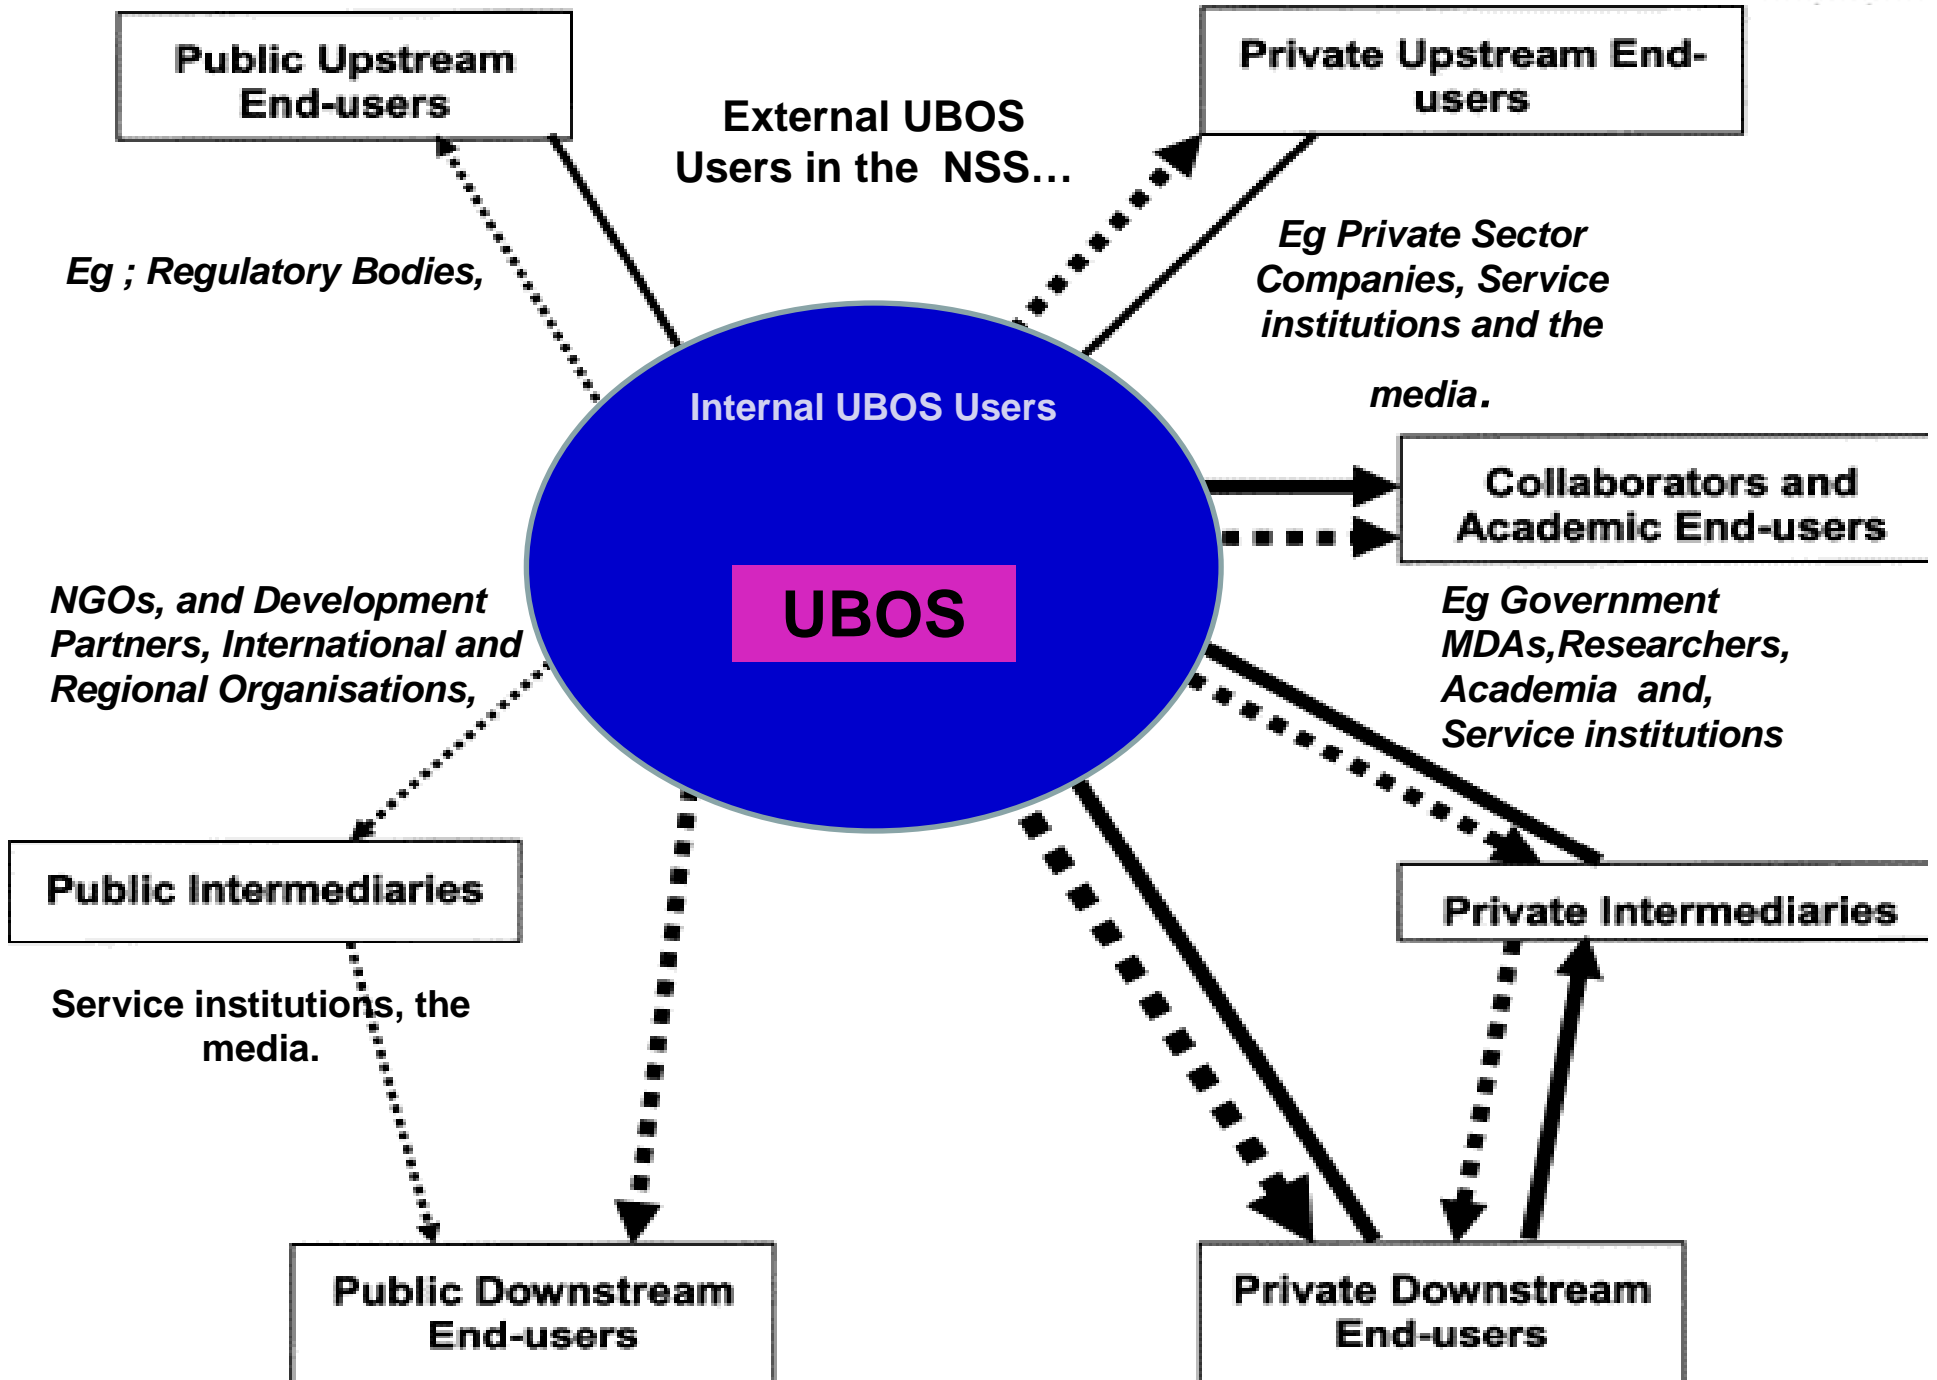 Public Upstream
End-users
Private Upstream End-
users
External UBOS
Users in the NSS…
Eg ; Regulatory Bodies,
Eg Private Sector
Companies, Service
institutions and the
media.
Internal UBOS Users
Collaborators and
Academic End-users
UBOS
NGOs, and Development
Partners, International and
Regional Organisations,
Eg Government
MDAs,Researchers,
Academia and,
Service institutions
Public Intermediaries
Private Intermediaries
Service institutions, the
media.
Public Downstream
End-users
Private Downstream
End-users